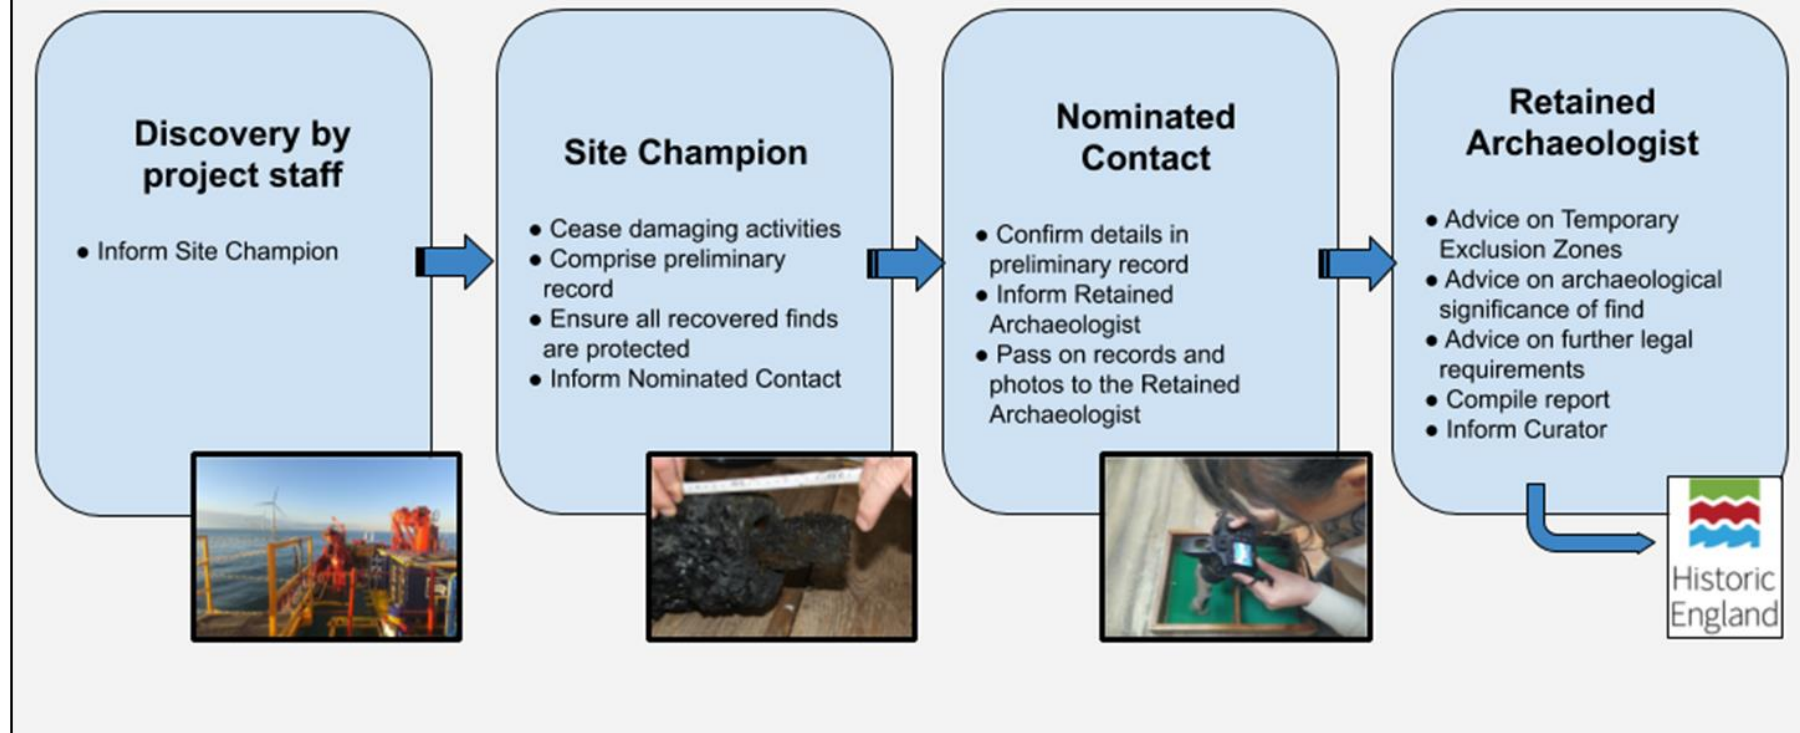 Discovery by
project staff
● Inform Site Champion
Site Champion
● Cease damaging activities
● Comprise preliminary
record
● Ensure all recovered finds
are protected
● Inform Nominated Contact
Nominated
Contact
● Confirm details in
preliminary record
● Inform Retained
Archaeologist
● Pass on records and
photos to the Retained
Archaeologist
Retained
Archaeologist
● Advice on Temporary
Exclusion Zones
● Advice on archaeological
significance of find
● Advice on further legal
requirements
● Compile report
● Inform Curator
Historic
England